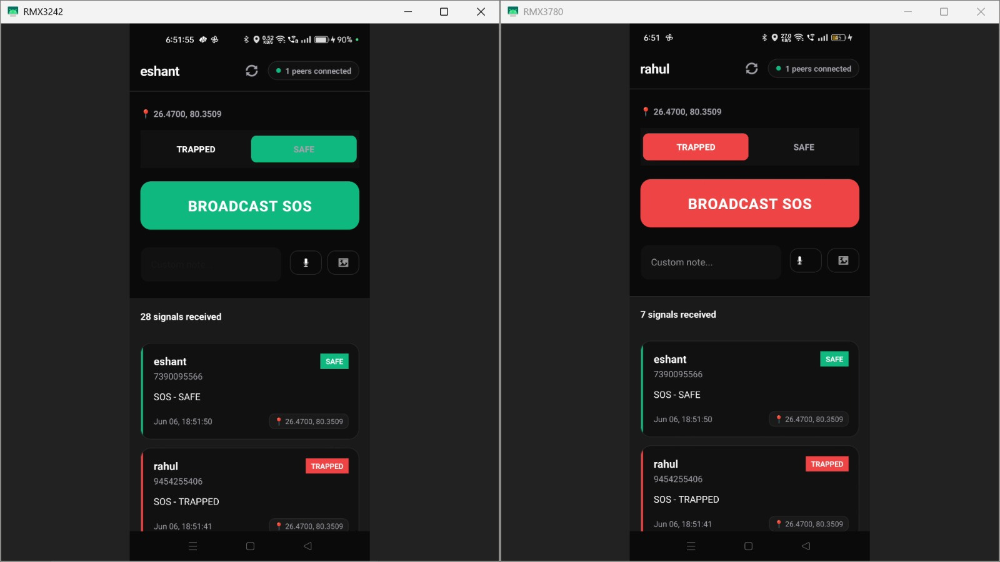 RMX3242
6:51:55 0.52 KB/S 90%
eshant
1 peers connected
26.4700, 80.3509
TRAPPED SAFE
BROADCAST SOS
Custom note...
28 signals received
eshant SAFE
7390095566
SOS - SAFE
Jun 06, 18:51:50 26.4700, 80.3509
rahul TRAPPED
9454255406
SOS - TRAPPED
Jun 06, 18:51:41 26.4700, 80.3509
RMX3780
6:51 27.0 KB/S 45
rahul
1 peers connected
26.4700, 80.3509
TRAPPED SAFE
BROADCAST SOS
Custom note...
7 signals received
eshant SAFE
7390095566
SOS - SAFE
Jun 06, 18:51:50 26.4700, 80.3509
rahul TRAPPED
9454255406
SOS - TRAPPED
Jun 06, 18:51:41 26.4700, 80.3509